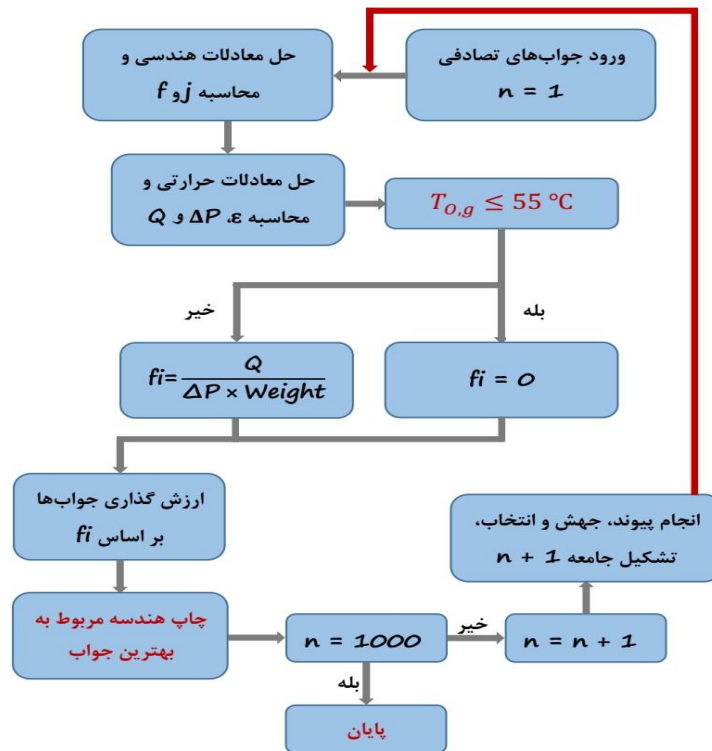 ورود جواب‌های تصادفی
n = 1
حل معادلات هندسی و
محاسبه j و f
حل معادلات حرارتی و
محاسبه ε، ΔP و Q
T_{O,g} ≤ 55 °C
خیر
بله
fi = Q / (ΔP × Weight)
fi = 0
ارزش گذاری جواب‌ها
بر اساس fi
چاپ هندسه مربوط به
بهترین جواب
n = 1000
خیر
n = n + 1
انجام پیوند، جهش و انتخاب،
تشکیل جامعه n + 1
بله
پایان